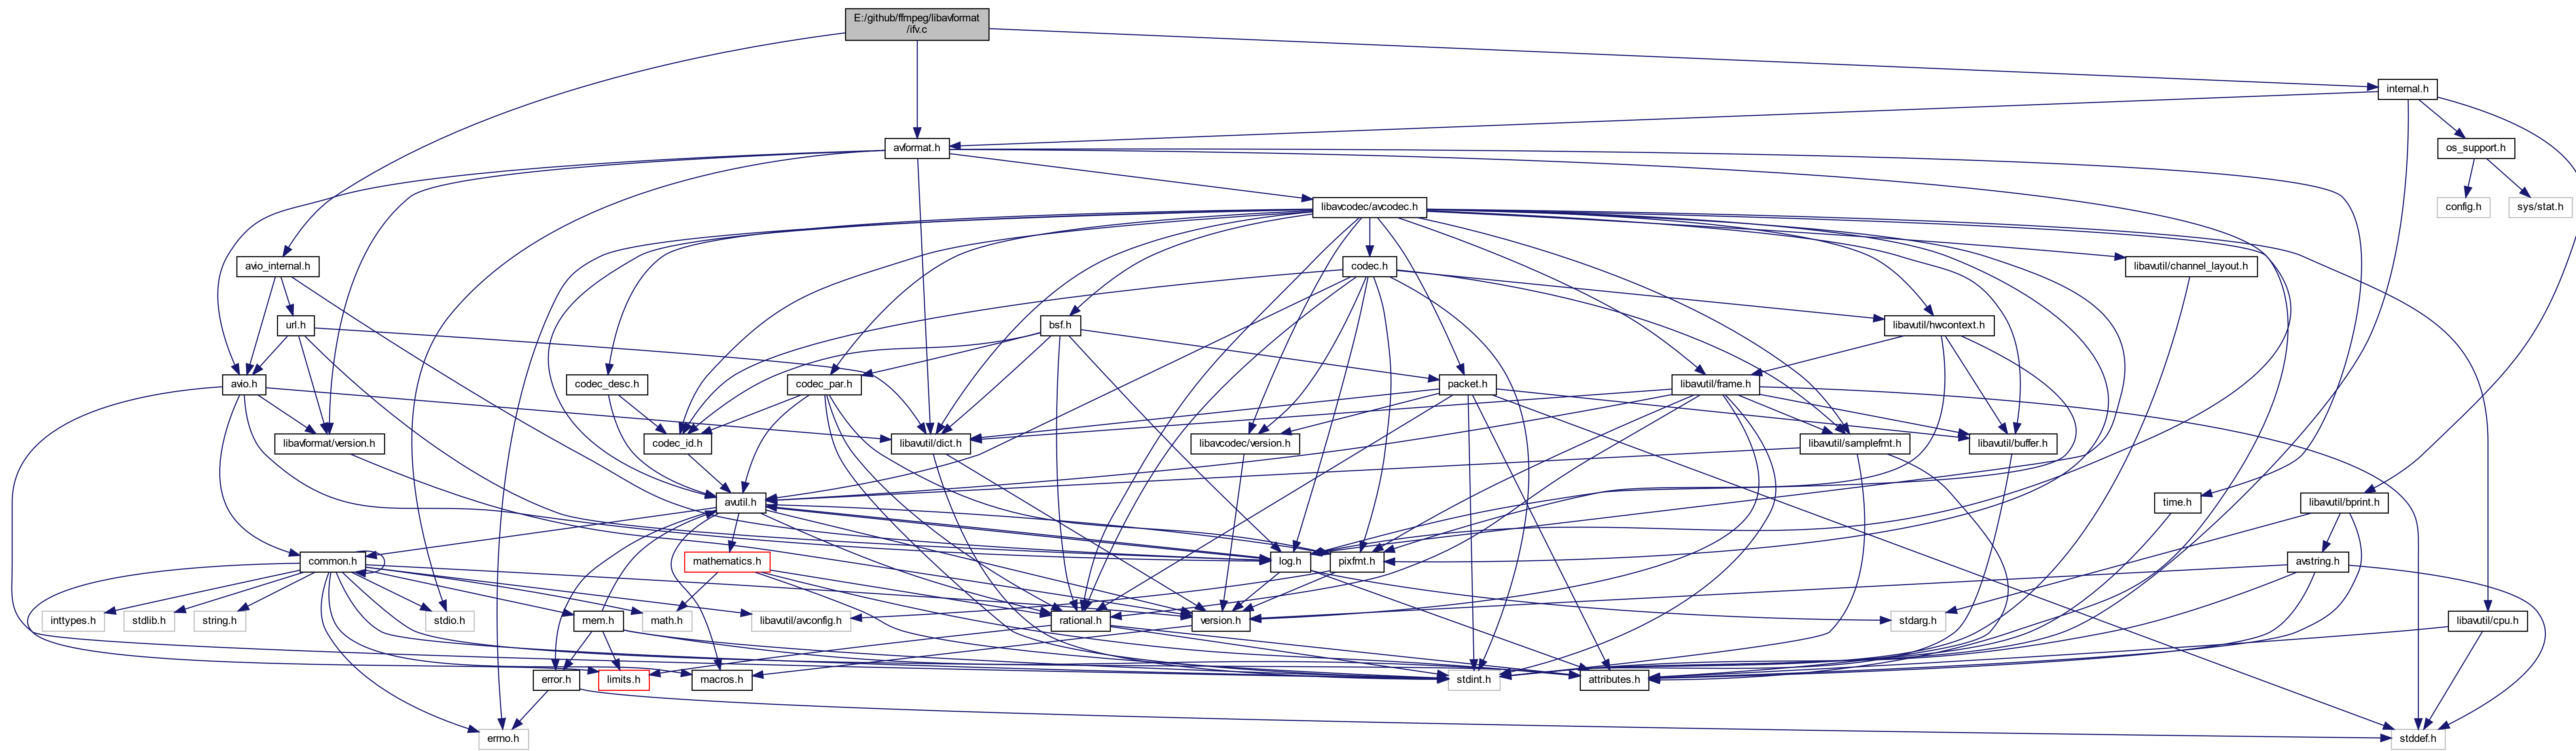 E:/github/ffmpeg/libavformat
/ifv.c
internal.h
avformat.h
os_support.h
libavcodec/avcodec.h
config.h
sys/stat.h
avio_internal.h
codec.h
libavutil/channel_layout.h
url.h
bsf.h
libavutil/hwcontext.h
avio.h
codec_desc.h
codec_par.h
packet.h
libavutil/frame.h
libavformat/version.h
codec_id.h
libavutil/dict.h
libavcodec/version.h
libavutil/samplefmt.h
libavutil/buffer.h
avutil.h
time.h
libavutil/bprint.h
common.h
mathematics.h
log.h
pixfmt.h
avstring.h
inttypes.h
stdlib.h
string.h
stdio.h
mem.h
math.h
libavutil/avconfig.h
rational.h
version.h
stdarg.h
libavutil/cpu.h
error.h
limits.h
macros.h
stdint.h
attributes.h
errno.h
stddef.h